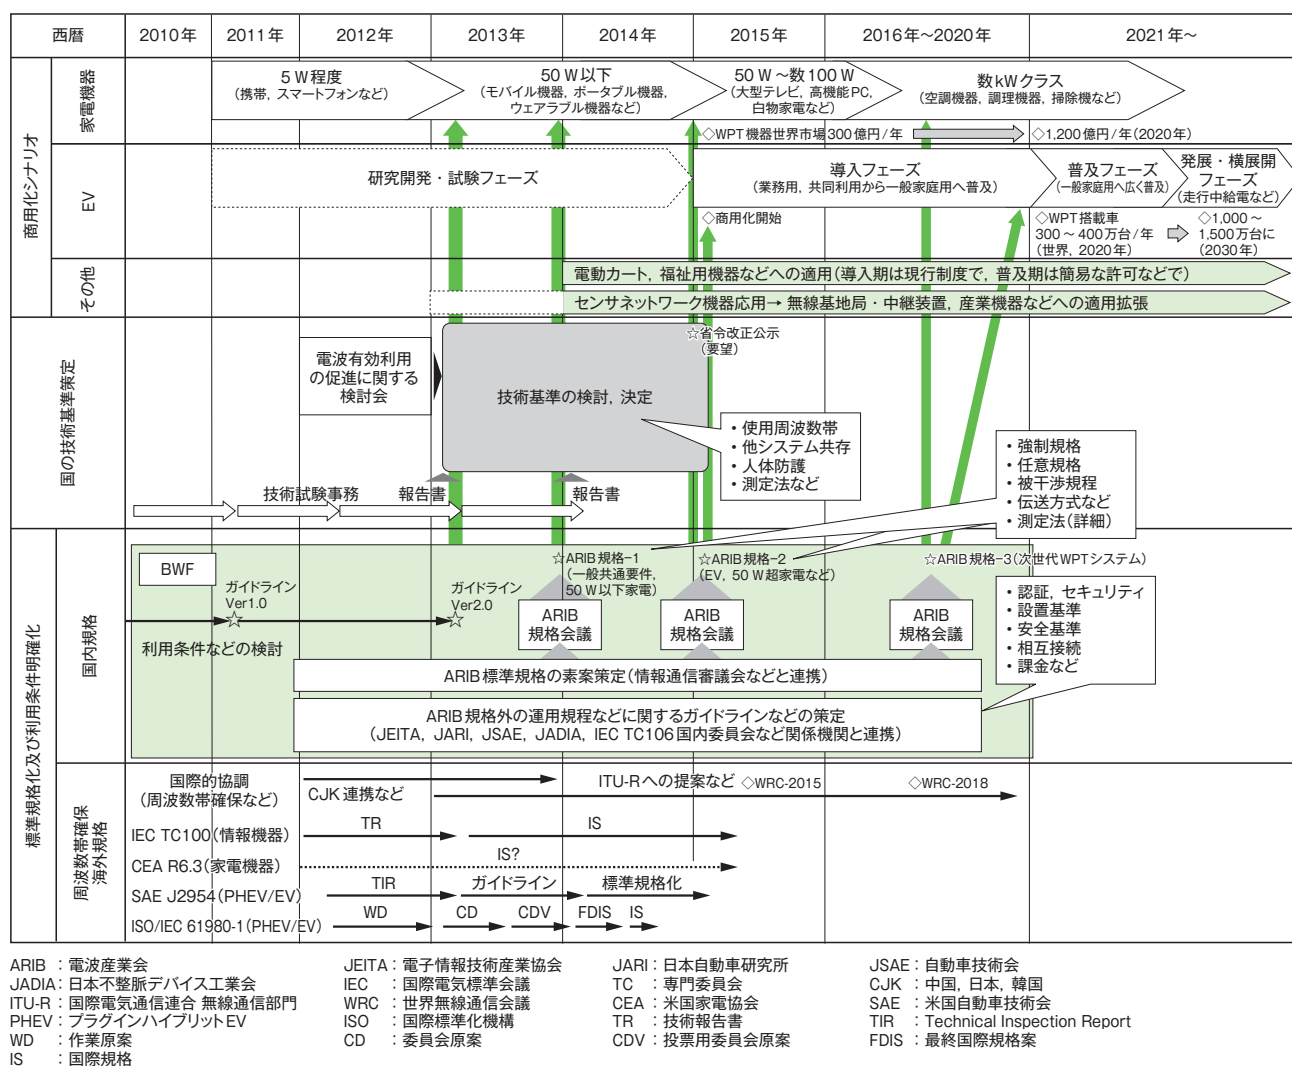 西暦
2010年
2011年
2012年
2013年
2014年
2015年
2016年~2020年
2021年~
商用化シナリオ
家電機器
5 W程度
(携帯, スマートフォンなど)
50 W以下
(モバイル機器, ポータブル機器,
ウェアラブル機器など)
50 W ~数100 W
(大型テレビ, 高機能PC,
白物家電など)
数kWクラス
(空調機器, 調理機器, 掃除機など)
◇WPT機器世界市場300億円/年
◇1,200億円/年(2020年)
EV
研究開発・試験フェーズ
導入フェーズ
(業務用, 共同利用から一般家庭用へ普及)
普及フェーズ
(一般家庭用へ広く普及)
発展・横展開
フェーズ
(走行中給電など)
◇商用化開始
◇WPT搭載車
300~400万台/年
(世界, 2020年)
◇1,000~
1,500万台に
(2030年)
その他
電動カート, 福祉用機器などへの適用(導入期は現行制度で, 普及期は簡易な許可などで)
センサネットワーク機器応用→ 無線基地局・中継装置, 産業機器などへの適用拡張
国の技術基準策定
電波有効利用
の促進に関する
検討会
技術基準の検討, 決定
☆省令改正公示
(要望)
・使用周波数帯
・他システム共存
・人体防護
・測定法など
・強制規格
・任意規格
・被干渉規程
・伝送方式など
・測定法(詳細)
技術試験事務
報告書
報告書
標準規格化及び利用条件明確化
国内規格
BWF
ガイドライン
Ver1.0
ガイドライン
Ver2.0
利用条件などの検討
☆ARIB規格-1
(一般共通要件,
50 W以下家電)
☆ARIB規格-2
(EV, 50 W超家電など)
☆ARIB規格-3(次世代WPTシステム)
ARIB
規格会議
ARIB
規格会議
ARIB
規格会議
・認証, セキュリティ
・設置基準
・安全基準
・相互接続
・課金など
ARIB標準規格の素案策定(情報通信審議会などと連携)
ARIB規格外の運用規程などに関するガイドラインなどの策定
(JEITA, JARI, JSAE, JADIA, IEC TC106国内委員会など関係機関と連携)
周波数帯確保
海外規格
国際的協調
(周波数帯確保など)
CJK連携など
ITU-Rへの提案など
◇WRC-2015
◇WRC-2018
IEC TC100(情報機器)
TR
IS
CEA R6.3(家電機器)
IS?
SAE J2954(PHEV/EV)
TIR
ガイドライン
標準規格化
ISO/IEC 61980-1(PHEV/EV)
WD
CD
CDV
FDIS
IS
ARIB :電波産業会
JEITA :電子情報技術産業協会
JARI :日本自動車研究所
JSAE :自動車技術会
JADIA :日本不整脈デバイス工業会
IEC :国際電気標準会議
TC :専門委員会
CJK :中国, 日本, 韓国
ITU-R :国際電気通信連合 無線通信部門
WRC :世界無線通信会議
CEA :米国家電協会
SAE :米国自動車技術会
PHEV :プラグインハイブリットEV
ISO :国際標準化機構
TR :技術報告書
TIR :Technical Inspection Report
WD :作業原案
CD :委員会原案
CDV :投票用委員会原案
FDIS :最終国際規格案
IS :国際規格